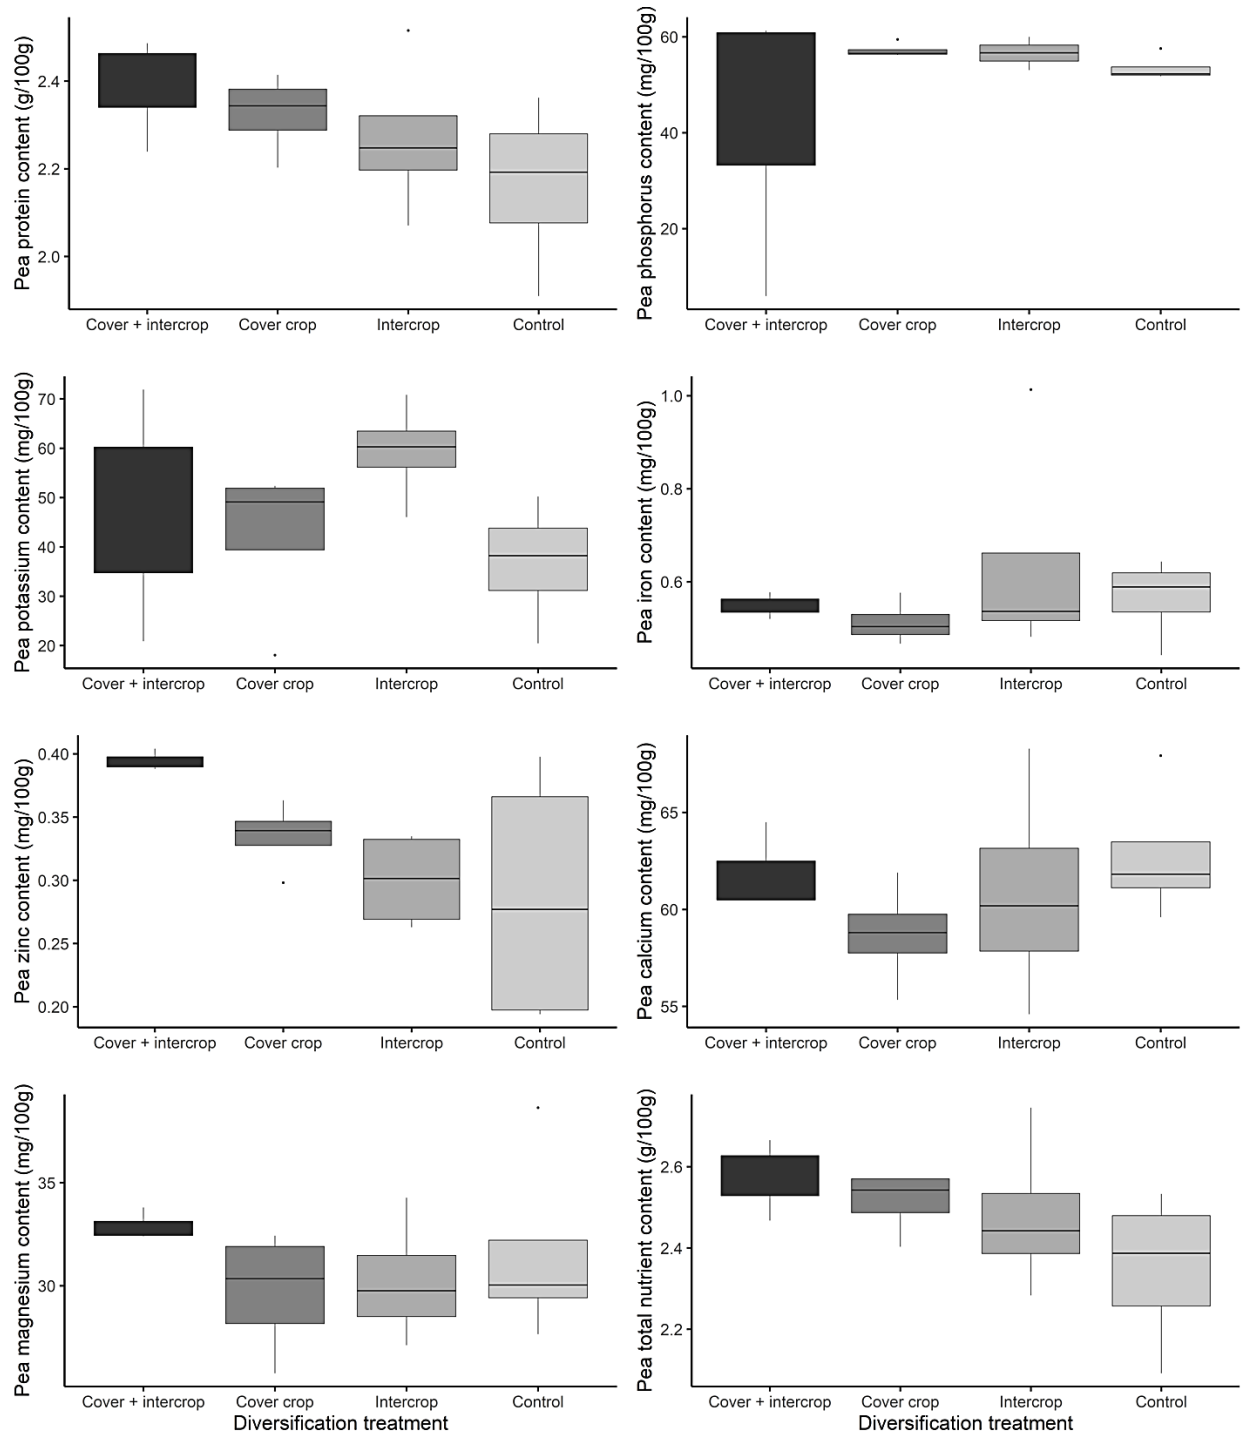 Pea protein content (g/100g)
2.4
2.2
2.0
Cover + intercrop Cover crop Intercrop Control
Pea phosphorus content (mg/100g)
60
40
20
Cover + intercrop Cover crop Intercrop Control
Pea potassium content (mg/100g)
70
60
50
40
30
20
Cover + intercrop Cover crop Intercrop Control
Pea iron content (mg/100g)
1.0
0.8
0.6
Cover + intercrop Cover crop Intercrop Control
Pea zinc content (mg/100g)
0.40
0.35
0.30
0.25
0.20
Cover + intercrop Cover crop Intercrop Control
Pea calcium content (mg/100g)
65
60
55
Cover + intercrop Cover crop Intercrop Control
Pea magnesium content (mg/100g)
35
30
Cover + intercrop Cover crop Intercrop Control
Diversification treatment
Pea total nutrient content (g/100g)
2.6
2.4
2.2
Cover + intercrop Cover crop Intercrop Control
Diversification treatment